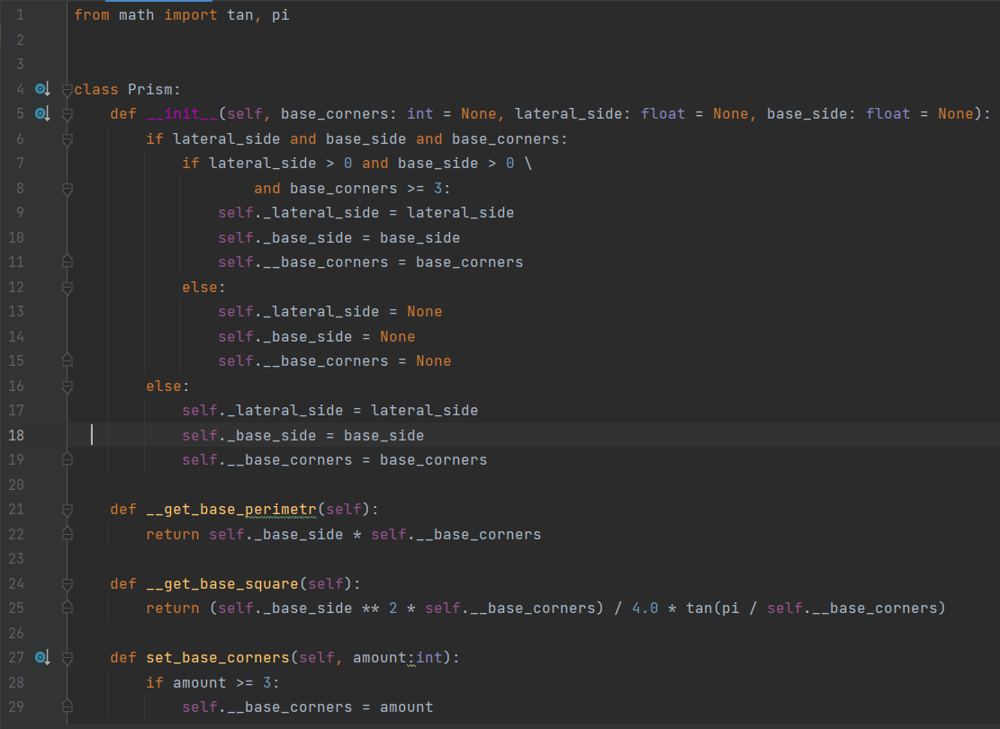 1 from math import tan, pi
2
3
4 class Prism:
5     def __init__(self, base_corners: int = None, lateral_side: float = None, base_side: float = None):
6         if lateral_side and base_side and base_corners:
7             if lateral_side > 0 and base_side > 0 \
8                     and base_corners >= 3:
9                 self._lateral_side = lateral_side
10                 self._base_side = base_side
11                 self.__base_corners = base_corners
12             else:
13                 self._lateral_side = None
14                 self._base_side = None
15                 self.__base_corners = None
16         else:
17             self._lateral_side = lateral_side
18             self._base_side = base_side
19             self.__base_corners = base_corners
20
21     def __get_base_perimetr(self):
22         return self._base_side * self.__base_corners
23
24     def __get_base_square(self):
25         return (self._base_side ** 2 * self.__base_corners) / 4.0 * tan(pi / self.__base_corners)
26
27     def set_base_corners(self, amount:int):
28         if amount >= 3:
29             self.__base_corners = amount